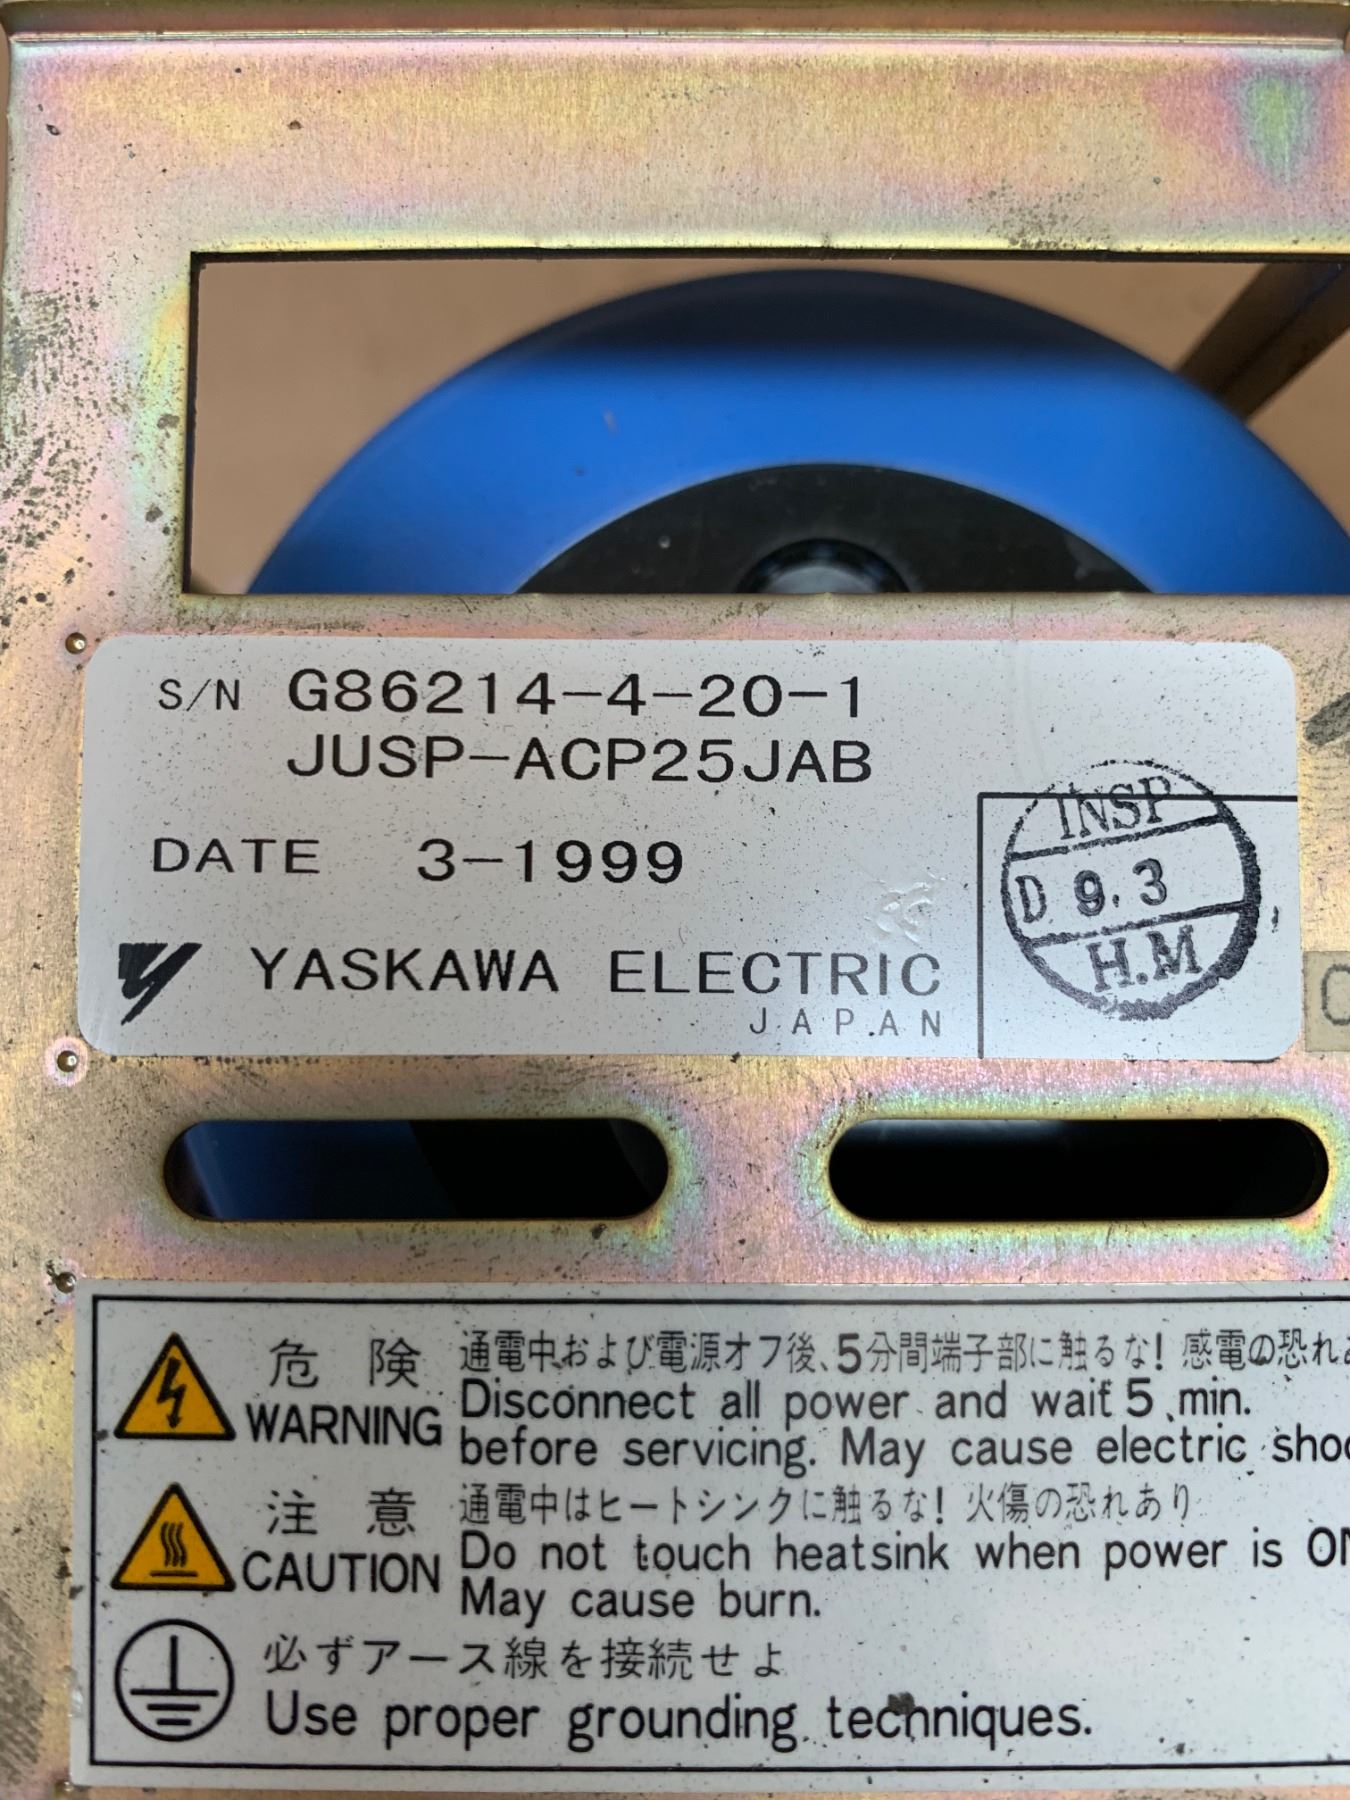 S/N G86214-4-20-1
JUSP-ACP25JAB
DATE 3-1999
INSP
D 9.3
H.M
YASKAWA ELECTRIC
JAPAN
危険 通電中および電源オフ後、5分間端子部に触るな! 感電の恐れ
WARNING Disconnect all power and wait 5 min.
before servicing. May cause electric
注意 通電中はヒートシンクに触るな! 火傷の恐れあり
CAUTION Do not touch heatsink when power is ON
May cause burn.
必ずアース線を接続せよ
Use proper grounding techniques.